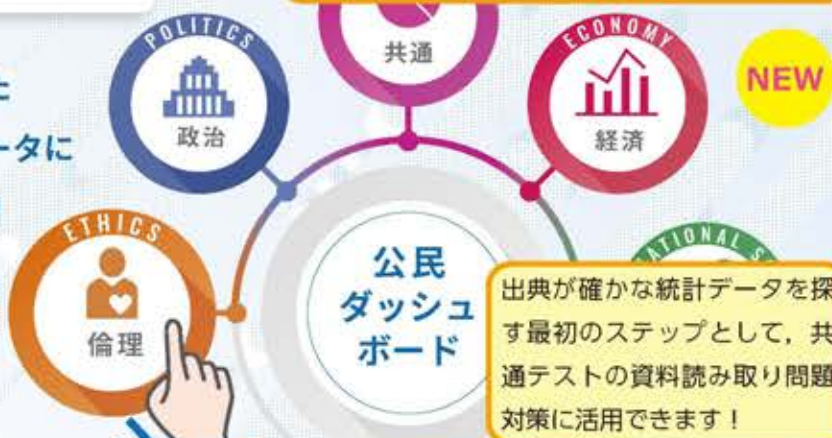 POLITICS
政治
共通
ECONOMY
経済
NEW
ータに
ETHICS
倫理
公民
ダッシュ
ボード
出典が確かな統計データを探
す最初のステップとして，共
通テストの資料読み取り問題
対策に活用できます！